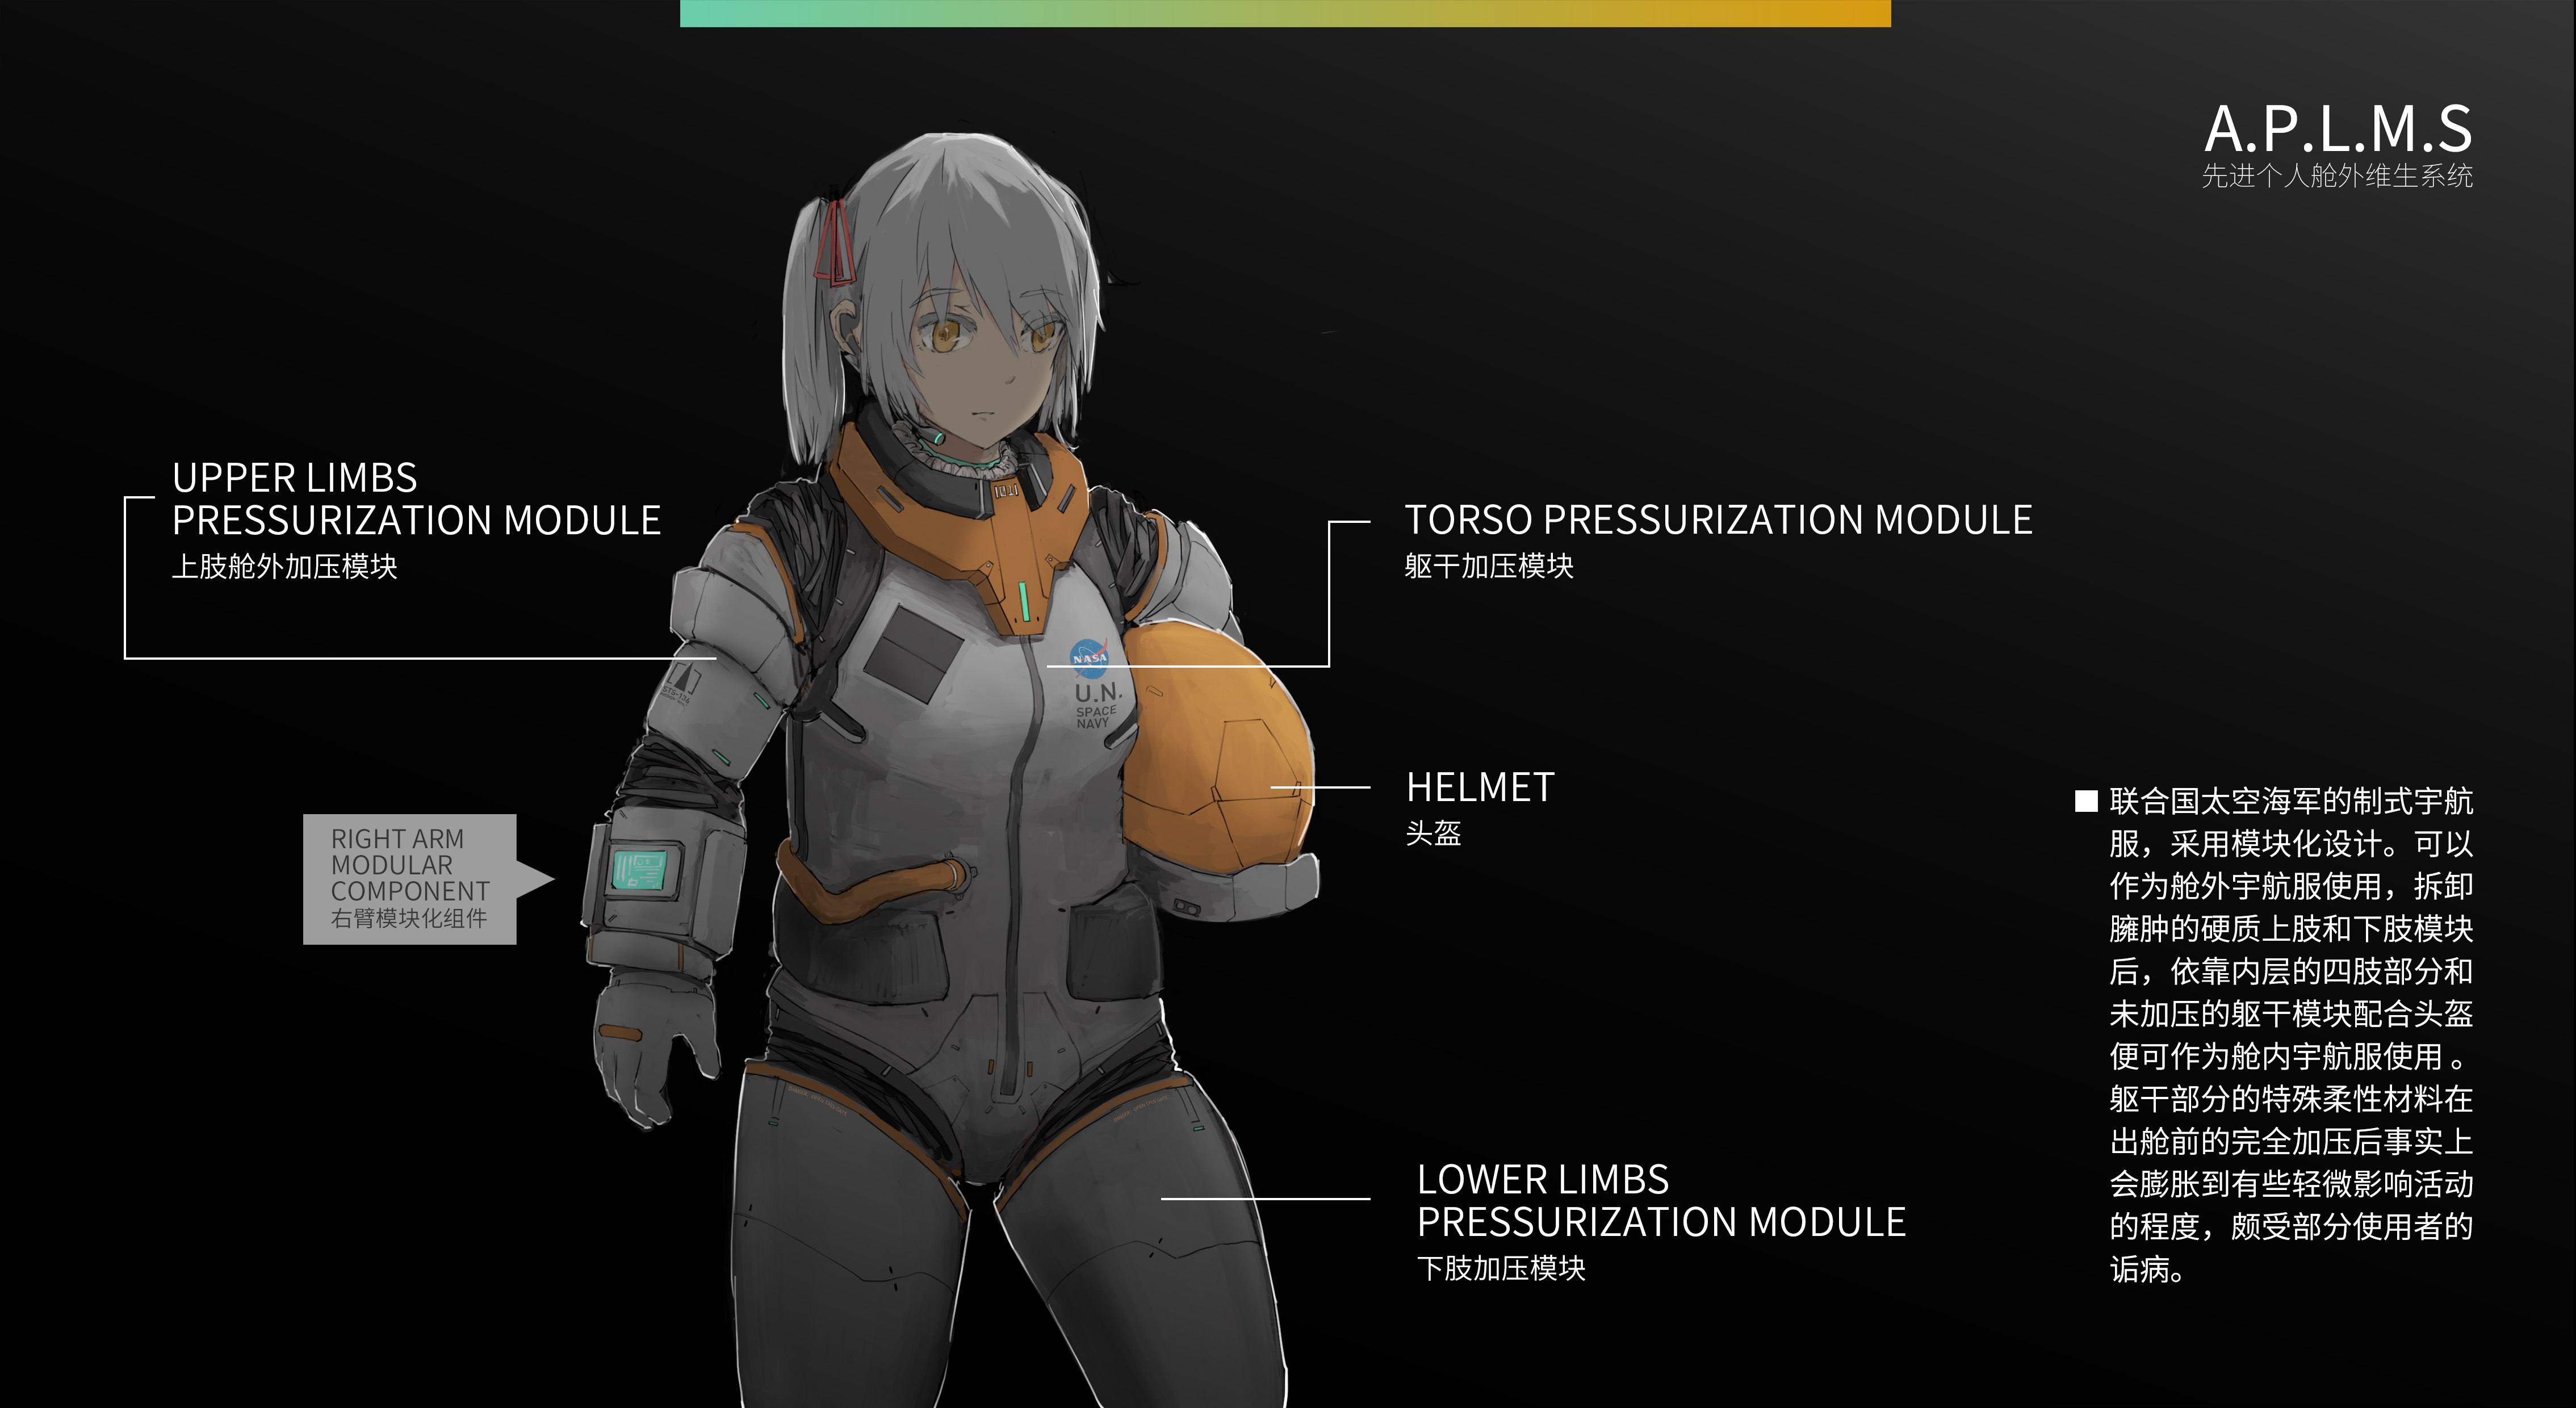 A.P.L.M.S
先进个人舱外维生系统
UPPER LIMBS
PRESSURIZATION MODULE
上肢舱外加压模块
TORSO PRESSURIZATION MODULE
躯干加压模块
NASA
U.N.
SPACE
NAVY
STS-134
HELMET
头盔
RIGHT ARM
MODULAR
COMPONENT
右臂模块化组件
LOWER LIMBS
PRESSURIZATION MODULE
下肢加压模块
■ 联合国太空海军的制式宇航
服，采用模块化设计。可以
作为舱外宇航服使用，拆卸
臃肿的硬质上肢和下肢模块
后，依靠内层的四肢部分和
未加压的躯干模块配合头盔
便可作为舱内宇航服使用 。
躯干部分的特殊柔性材料在
出舱前的完全加压后事实上
会膨胀到有些轻微影响活动
的程度，颇受部分使用者的
诟病。